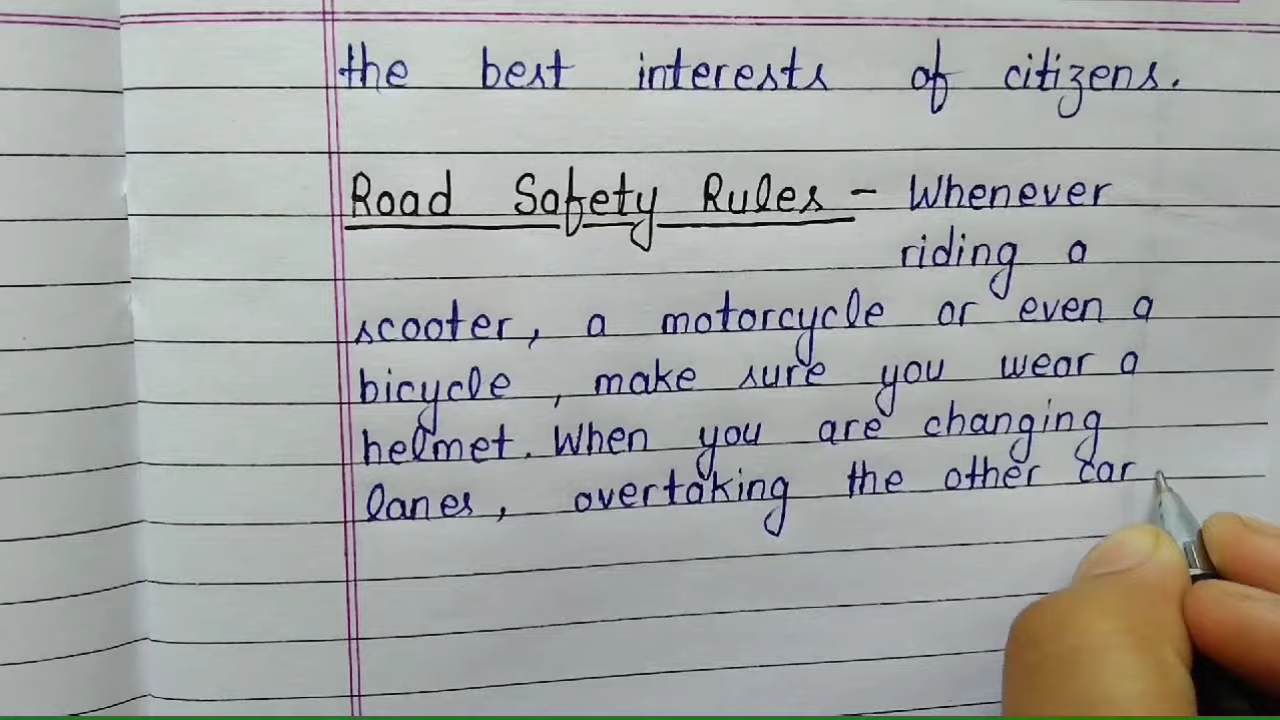 the best interests of citizens.
Road Safety Rules - Whenever
riding a
scooter, a motorcycle or even a
bicycle, make sure you wear a
helmet. When you are changing
lanes, overtaking the other car